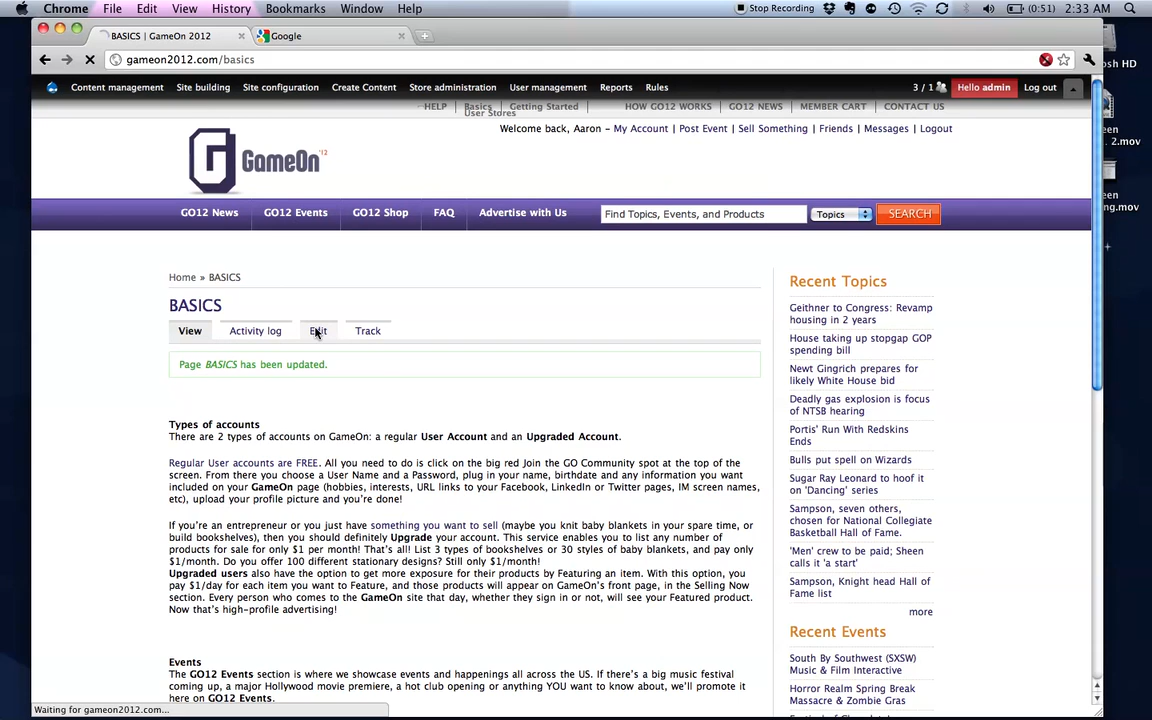 Chrome File Edit View History Bookmarks Window Help Stop Recording (0:51) 2:33 AM
BASICS | GameOn 2012 Google
gameon2012.com/basics
osh HD
Content management Site building Site configuration Create Content Store administration User management Reports Rules 3 / 1 Hello admin Log out
HELP Basics Getting Started HOW GO12 WORKS GO12 NEWS MEMBER CART CONTACT US
User Stores
een
2.mov
Welcome back, Aaron - My Account | Post Event | Sell Something | Friends | Messages | Logout
GameOn '12
een
ng.mov
GO12 News GO12 Events GO12 Shop FAQ Advertise with Us Find Topics, Events, and Products Topics SEARCH
Home » BASICS
BASICS
View Activity log Edit Track
Page BASICS has been updated.
Types of accounts
There are 2 types of accounts on GameOn: a regular User Account and an Upgraded Account.
Regular User accounts are FREE. All you need to do is click on the big red Join the GO Community spot at the top of the
screen. From there you choose a User Name and a Password, plug in your name, birthdate and any information you want
included on your GameOn page (hobbies, interests, URL links to your Facebook, LinkedIn or Twitter pages, IM screen names,
etc), upload your profile picture and you're done!
If you're an entrepreneur or you just have something you want to sell (maybe you knit baby blankets in your spare time, or
build bookshelves), then you should definitely Upgrade your account. This service enables you to list any number of
products for sale for only $1 per month! That's all! List 3 types of bookshelves or 30 styles of baby blankets, and pay only
$1/month. Do you offer 100 different stationary designs? Still only $1/month!
Upgraded users also have the option to get more exposure for their products by Featuring an item. With this option, you
pay $1/day for each item you want to Feature, and those products will appear on GameOn's front page, in the Selling Now
section. Every person who comes to the GameOn site that day, whether they sign in or not, will see your Featured product.
Now that's high-profile advertising!
Events
The GO12 Events section is where we showcase events and happenings all across the US. If there's a big music festival
coming up, a major Hollywood movie premiere, a hot club opening or anything YOU want to know about, we'll promote it
here on GO12 Events.
Recent Topics
Geithner to Congress: Revamp
housing in 2 years
House taking up stopgap GOP
spending bill
Newt Gingrich prepares for
likely White House bid
Deadly gas explosion is focus
of NTSB hearing
Portis' Run With Redskins
Ends
Bulls put spell on Wizards
Sugar Ray Leonard to hoof it
on 'Dancing' series
Sampson, seven others,
chosen for National Collegiate
Basketball Hall of Fame.
'Men' crew to be paid; Sheen
calls it 'a start'
Sampson, Knight head Hall of
Fame list
more
Recent Events
South By Southwest (SXSW)
Music & Film Interactive
Horror Realm Spring Break
Massacre & Zombie Gras
Waiting for gameon2012.com...